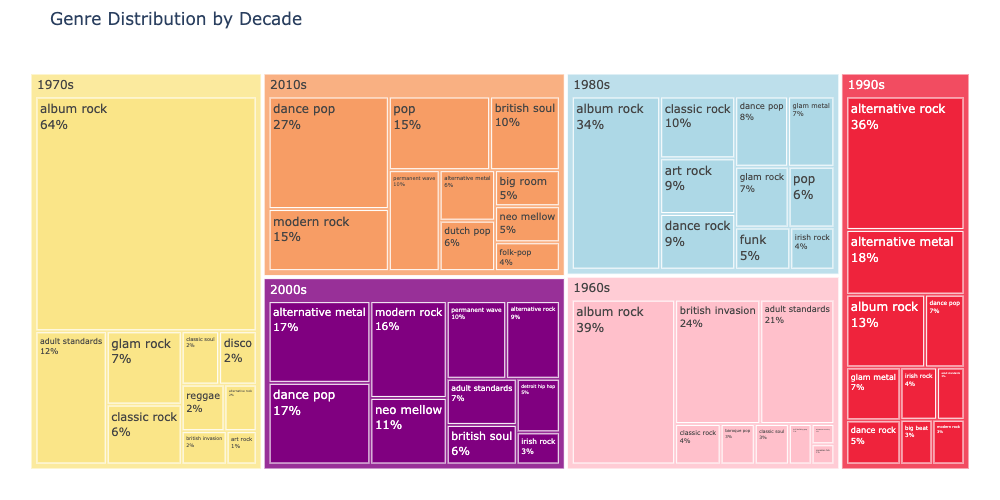 Genre Distribution by Decade
1970s
album rock
64%
adult standards
12%
glam rock
7%
classic rock
6%
classic soul
2%
disco
2%
reggae
2%
british invasion
2%
art rock
1%
2010s
dance pop
27%
modern rock
15%
pop
15%
british soul
10%
permanent wave
10%
alternative metal
6%
dutch pop
6%
big room
5%
neo mellow
5%
folk-pop
4%
2000s
alternative metal
17%
dance pop
17%
modern rock
16%
neo mellow
11%
permanent wave
10%
alternative rock
9%
adult standards
7%
detroit hip hop
5%
british soul
6%
irish rock
3%
1980s
album rock
34%
classic rock
10%
art rock
9%
dance rock
9%
dance pop
8%
glam metal
7%
glam rock
7%
pop
6%
funk
5%
irish rock
4%
1960s
album rock
39%
british invasion
24%
adult standards
21%
classic rock
4%
baroque pop
3%
classic soul
3%
1990s
alternative rock
36%
alternative metal
18%
album rock
13%
dance pop
7%
glam metal
7%
irish rock
4%
dance rock
5%
big beat
3%
modern rock
3%